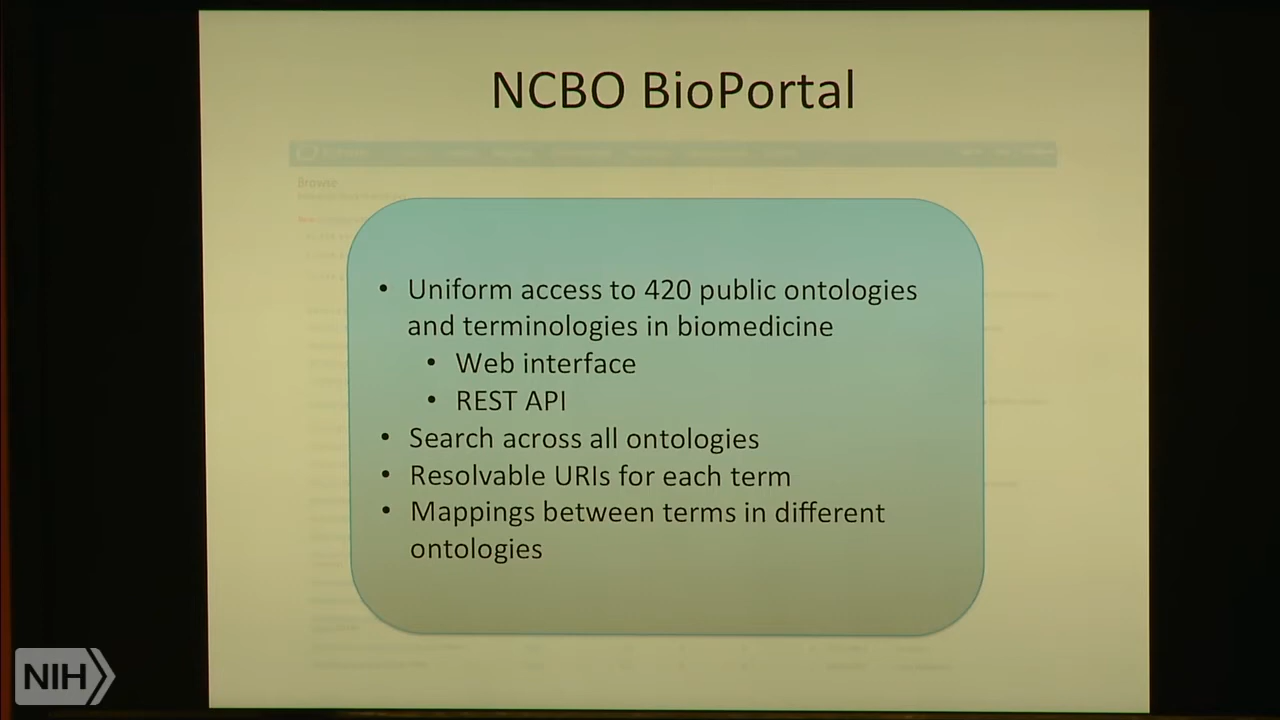 NCBO BioPortal
Browse
• Uniform access to 420 public ontologies
and terminologies in biomedicine
• Web interface
• REST API
• Search across all ontologies
• Resolvable URIs for each term
• Mappings between terms in different
ontologies
NIH